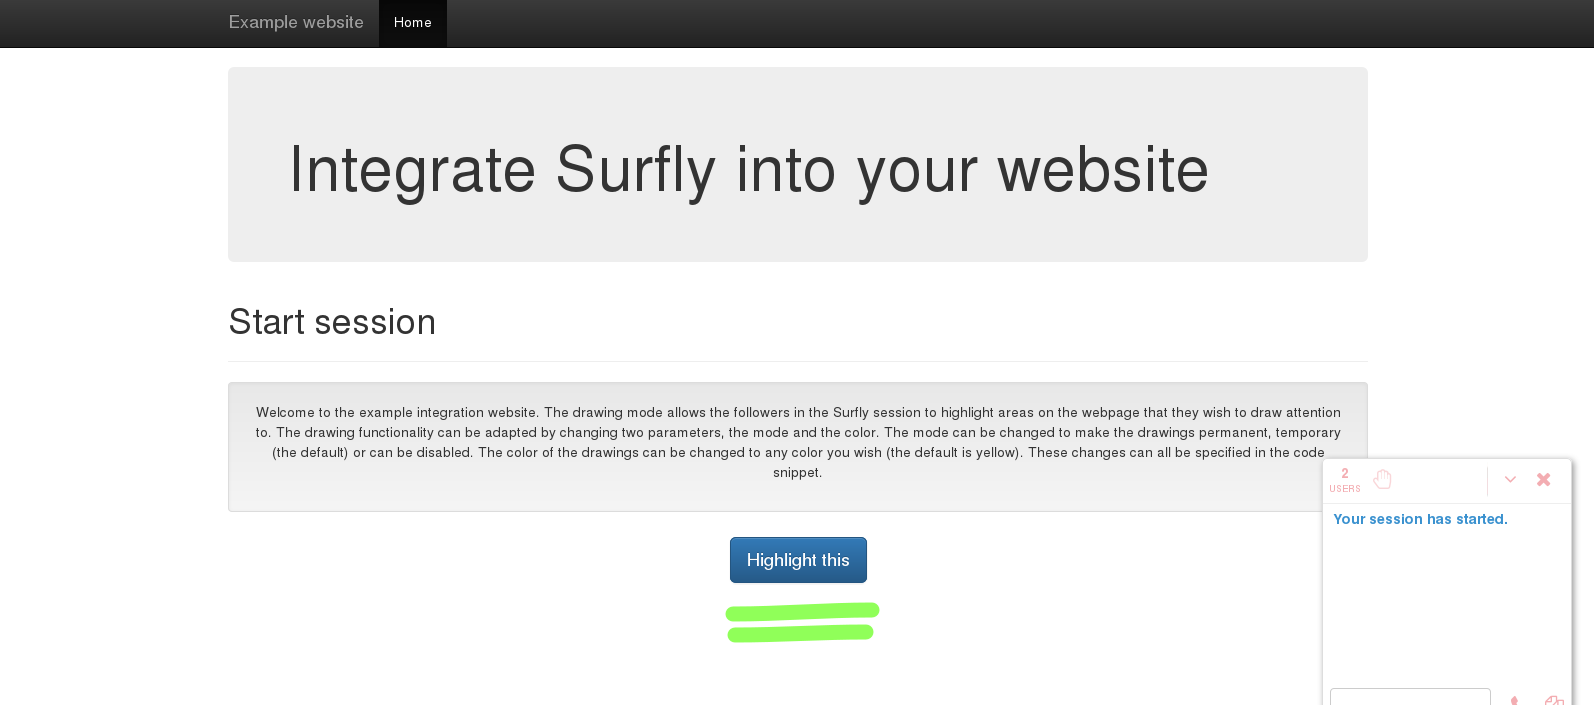 Example website
Home
Integrate Surfly into your website
Start session
Welcome to the example integration website. The drawing mode allows the followers in the Surfly session to highlight areas on the webpage that they wish to draw attention
to. The drawing functionality can be adapted by changing two parameters, the mode and the color. The mode can be changed to make the drawings permanent, temporary
(the default) or can be disabled. The color of the drawings can be changed to any color you wish (the default is yellow). These changes can all be specified in the code
snippet.
2
USERS
Your session has started.
Highlight this